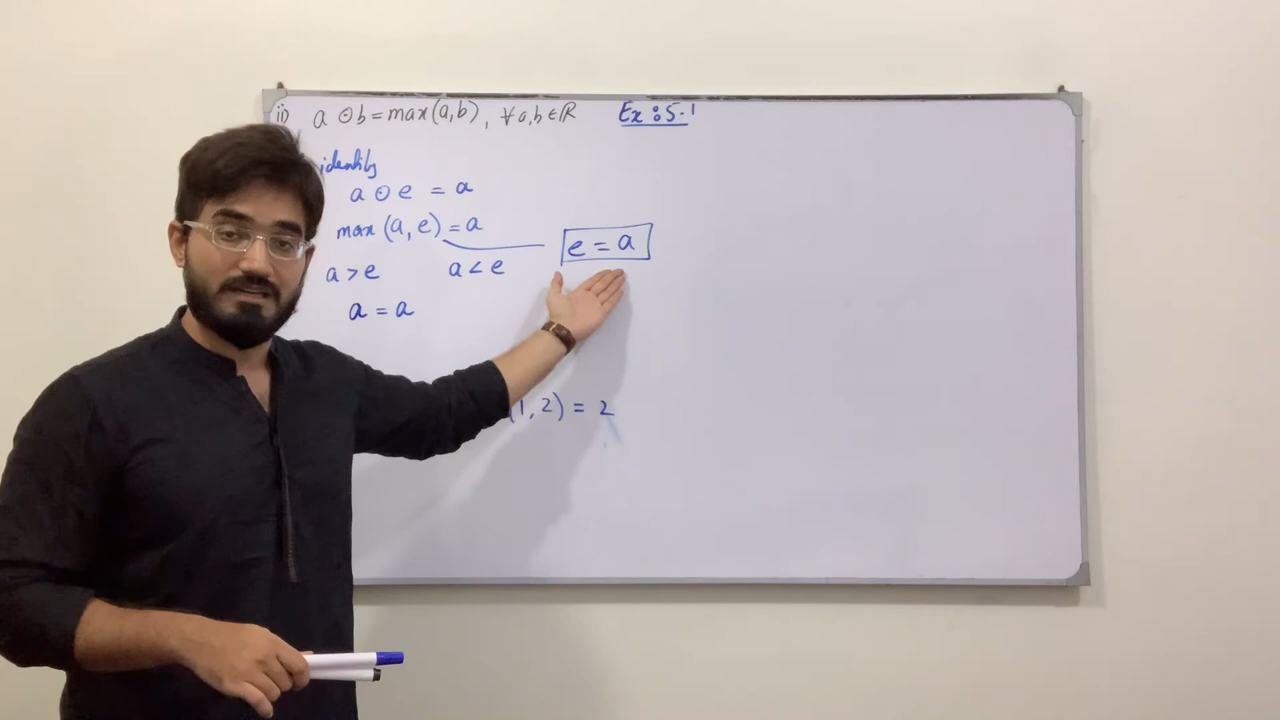 ii) a ⊙ b = max(a,b), ∀ a,b ∈ ℝ Ex : 5.1
identity
a ⊙ e = a
max (a, e) = a
e = a
a > e a < e
a = a
(1, 2) = 2